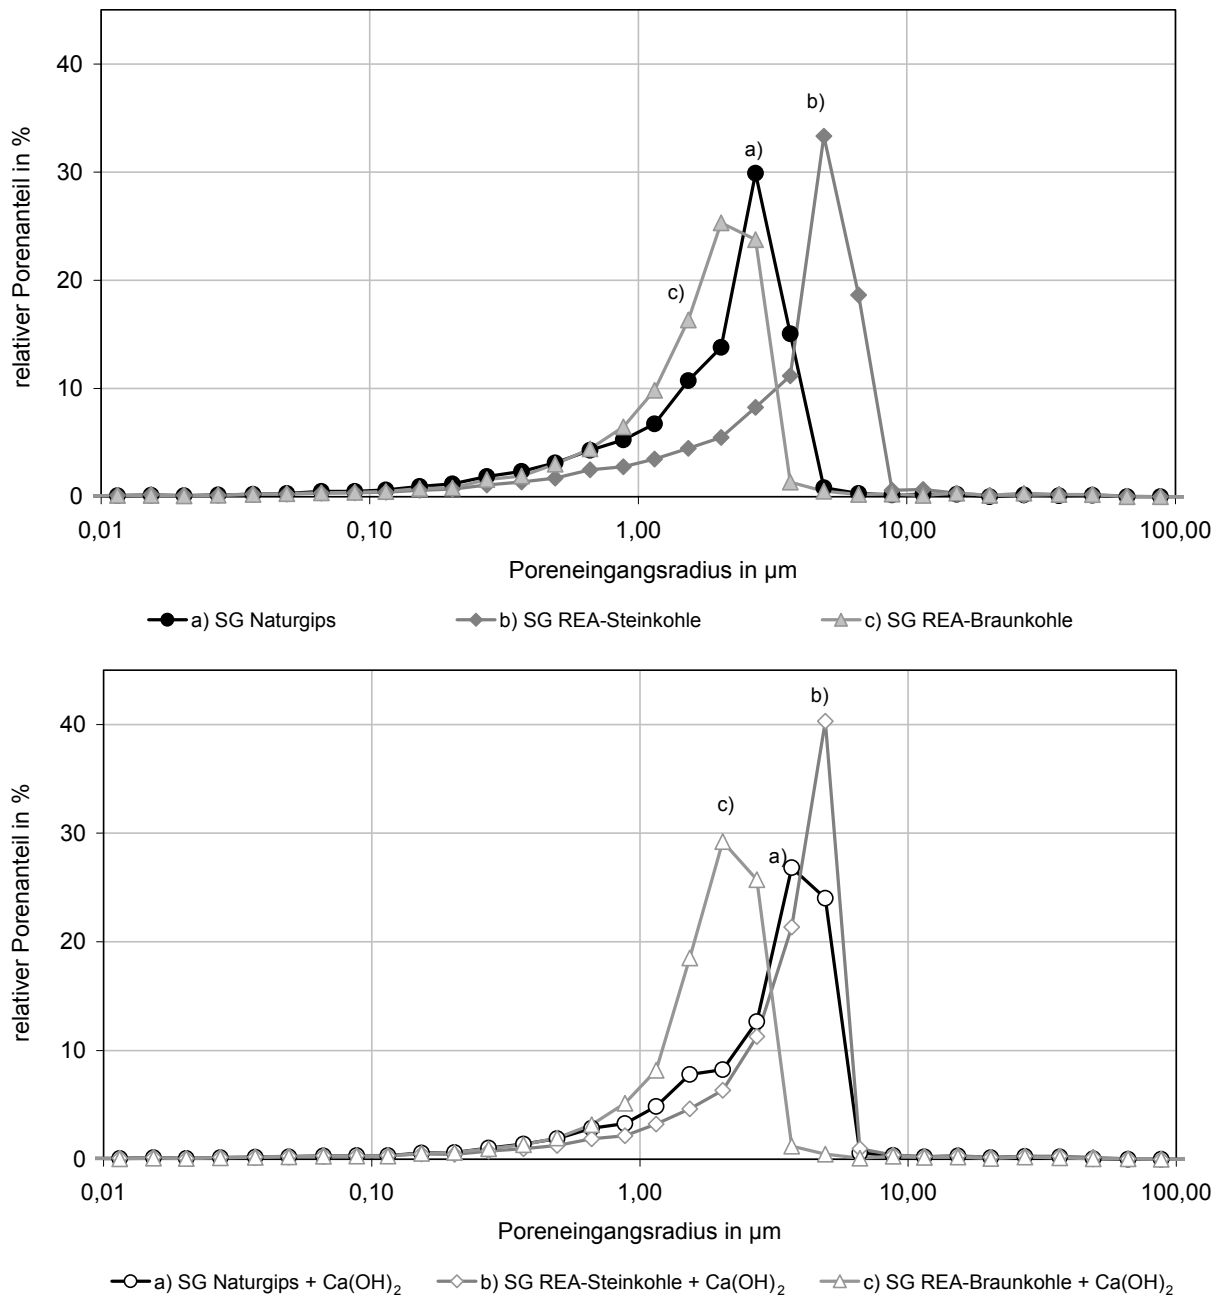 relativer Porenanteil in %
40
30
20
10
0
a)
b)
c)
0,01 0,10 1,00 10,00 100,00
Poreneingangsradius in µm
a) SG Naturgips b) SG REA-Steinkohle c) SG REA-Braunkohle
relativer Porenanteil in %
40
30
20
10
0
b)
c)
a)
0,01 0,10 1,00 10,00 100,00
Poreneingangsradius in µm
a) SG Naturgips + Ca(OH)₂ b) SG REA-Steinkohle + Ca(OH)₂ c) SG REA-Braunkohle + Ca(OH)₂